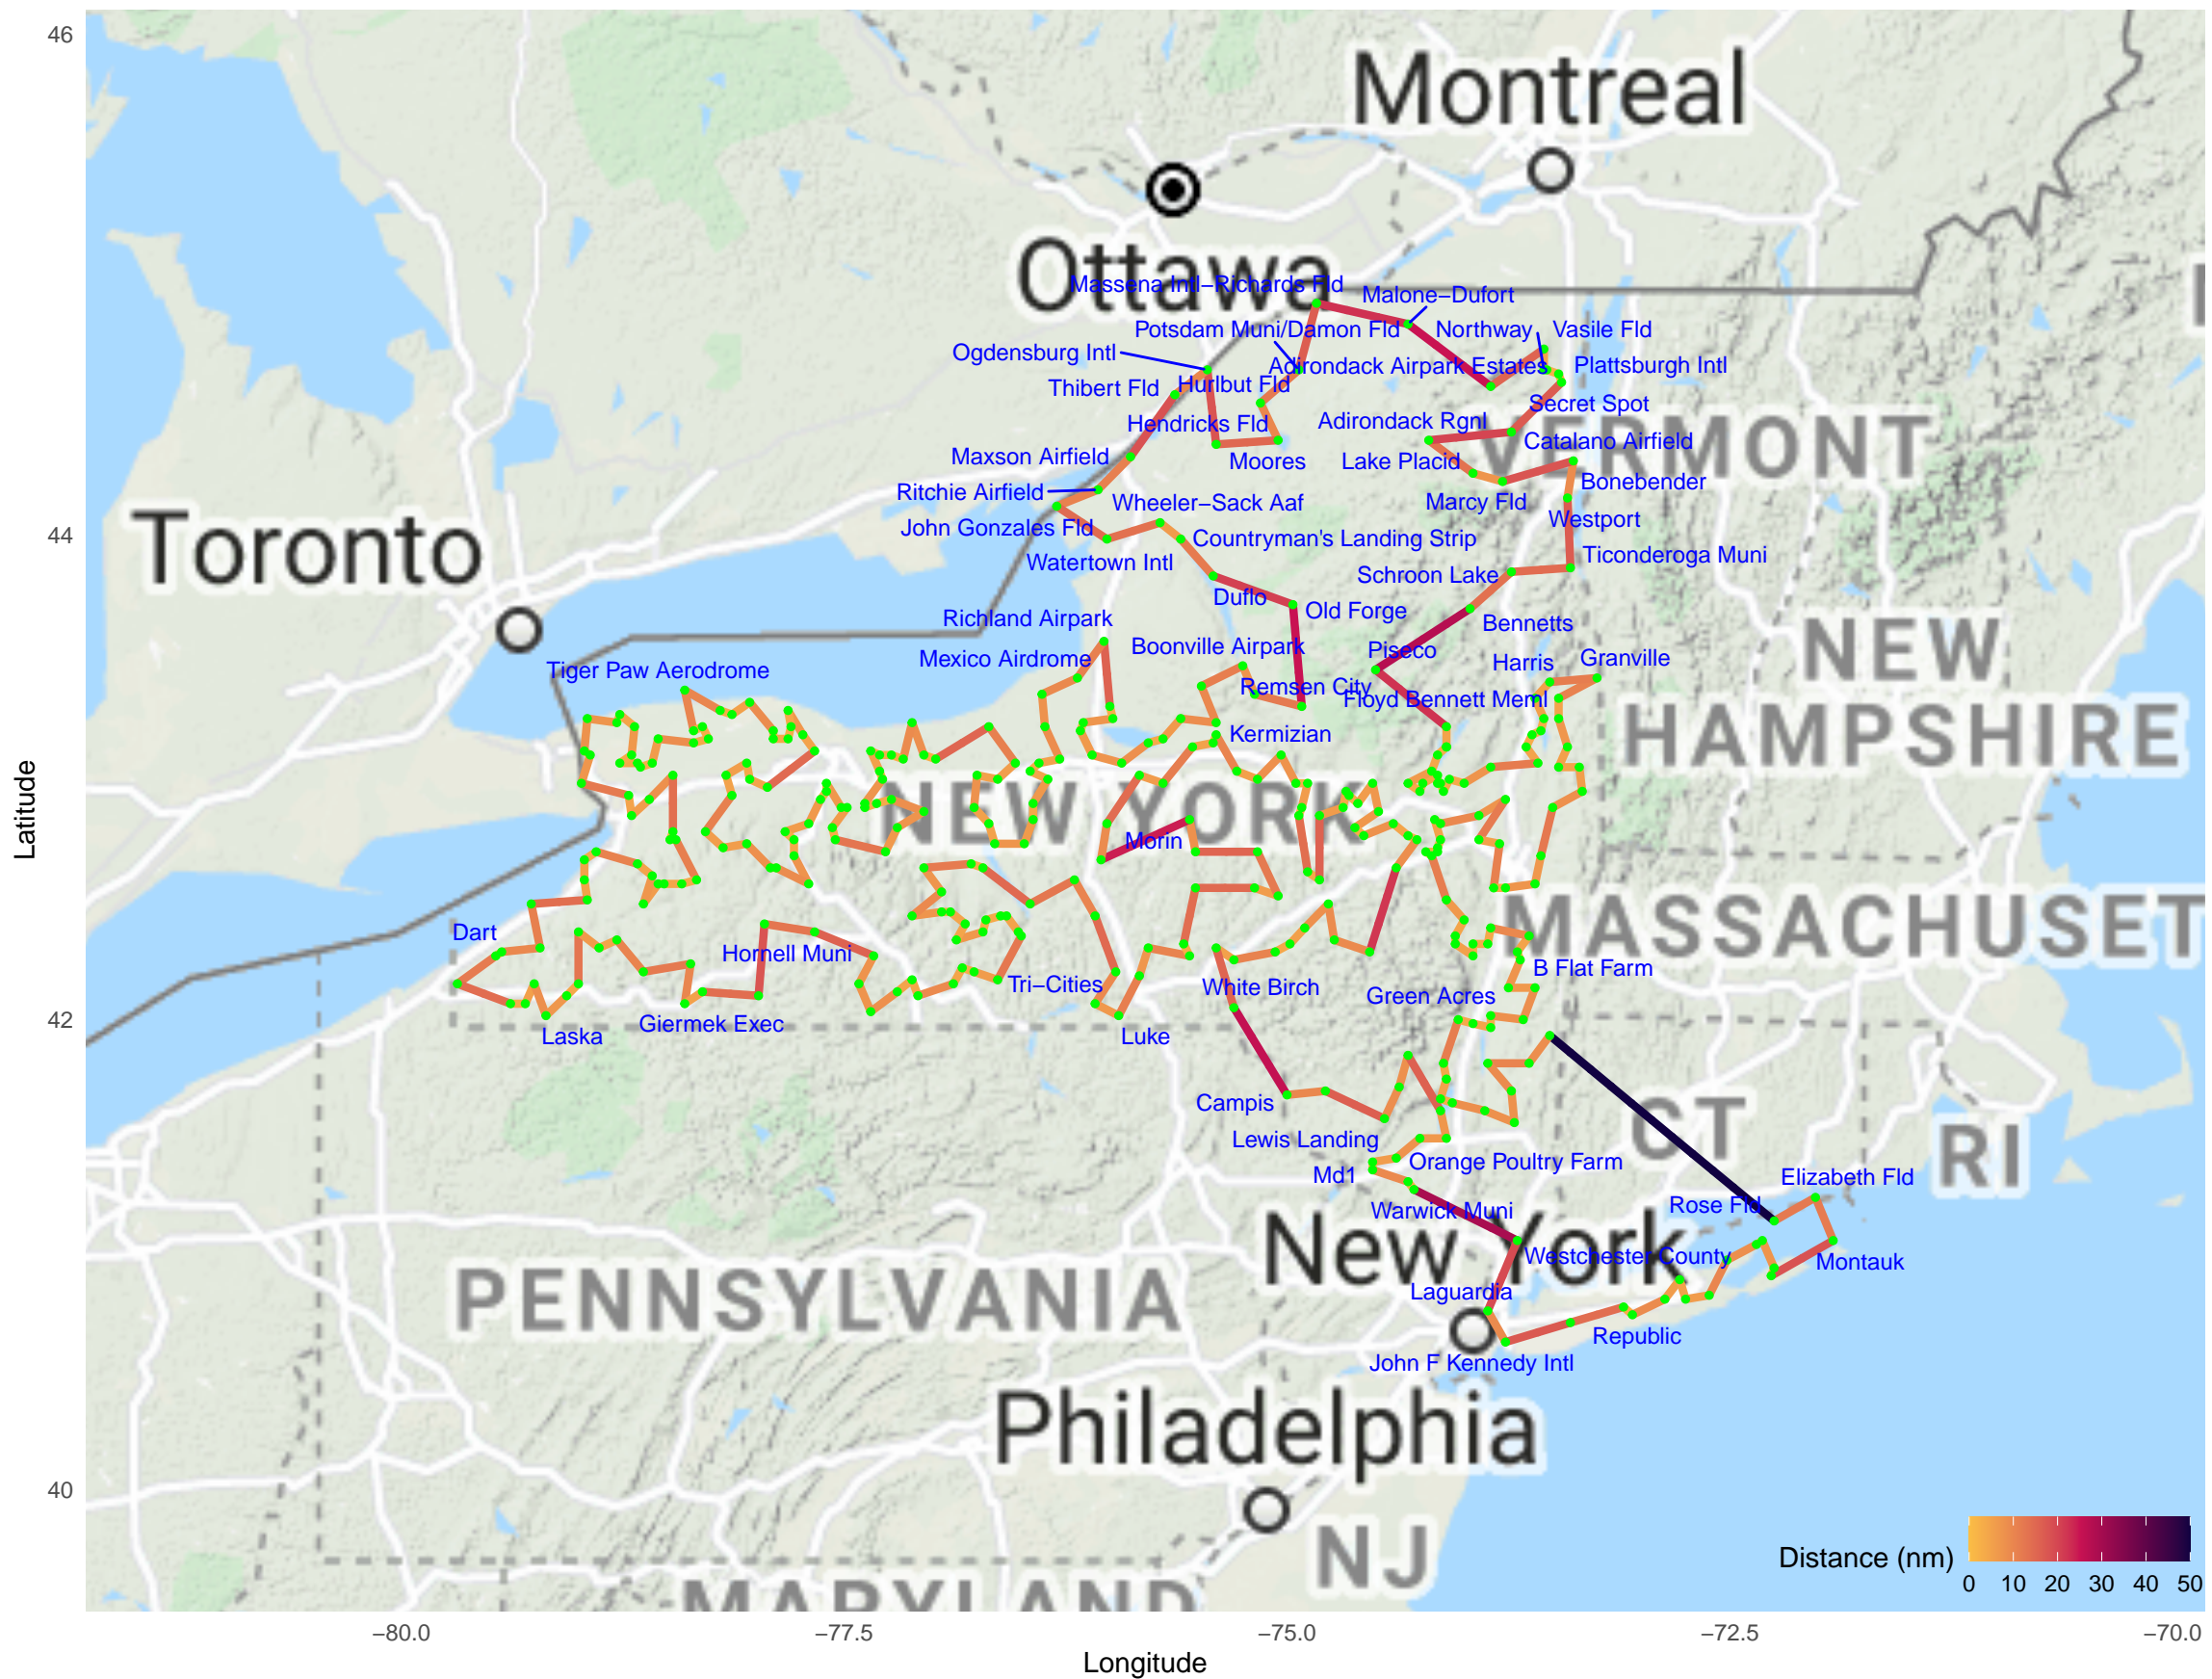 46
44
42
40
Latitude
−80.0
−77.5
−75.0
−72.5
−70.0
Longitude
Montreal
Ottawa
Toronto
VERMONT
NEW
HAMPSHIRE
NEW YORK
MASSACHUSET
CT
RI
PENNSYLVANIA
New York
Philadelphia
NJ
MARYLAND
Massena Intl−Richards Fld
Malone−Dufort
Potsdam Muni/Damon Fld
Northway
Vasile Fld
Ogdensburg Intl
Adirondack Airpark Estates
Plattsburgh Intl
Thibert Fld
Hurlbut Fld
Secret Spot
Hendricks Fld
Adirondack Rgnl
Catalano Airfield
Maxson Airfield
Moores
Lake Placid
Bonebender
Ritchie Airfield
Wheeler−Sack Aaf
Marcy Fld
Westport
John Gonzales Fld
Countryman's Landing Strip
Watertown Intl
Ticonderoga Muni
Schroon Lake
Duflo
Old Forge
Richland Airpark
Bennetts
Boonville Airpark
Piseco
Mexico Airdrome
Harris
Granville
Tiger Paw Aerodrome
Remsen City
Floyd Bennett Meml
Kermizian
Morin
Dart
Hornell Muni
B Flat Farm
Tri−Cities
White Birch
Green Acres
Laska
Giermek Exec
Luke
Campis
Lewis Landing
Orange Poultry Farm
Md1
Elizabeth Fld
Rose Fld
Warwick Muni
Westchester County
Montauk
Laguardia
Republic
John F Kennedy Intl
Distance (nm)
0 10 20 30 40 50